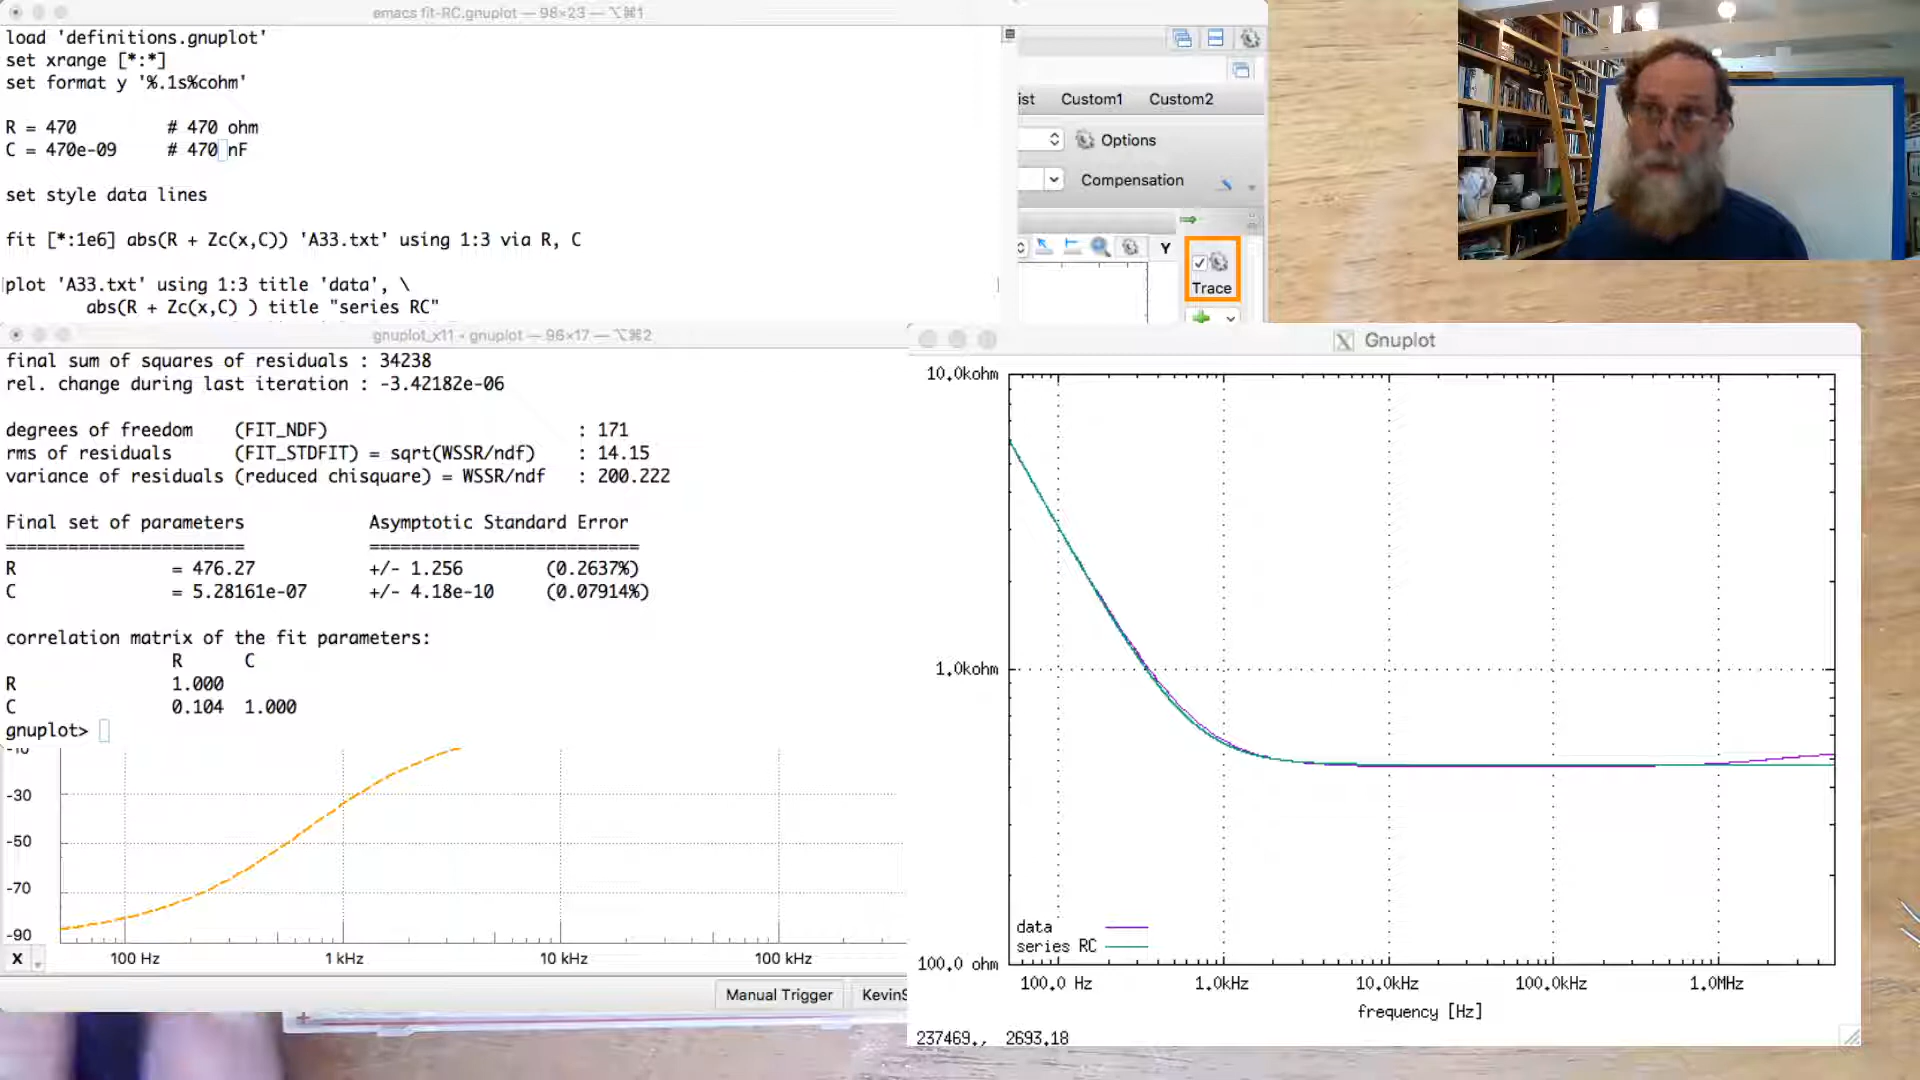 emacs fit-RC.gnuplot — 96×23 — ⌥⌘1
load 'definitions.gnuplot'
set xrange [*:*]
set format y '%.1s%cohm'
R = 470 # 470 ohm
C = 470e-09 # 470 nF
set style data lines
fit [*:1e6] abs(R + Zc(x,C)) 'A33.txt' using 1:3 via R, C
plot 'A33.txt' using 1:3 title 'data', \
abs(R + Zc(x,C) ) title "series RC"
ist Custom1 Custom2
Options
Compensation
Y
Trace
gnuplot_x11 • gnuplot — 96×17 — ⌥⌘2
final sum of squares of residuals : 34238
rel. change during last iteration : -3.42182e-06
degrees of freedom (FIT_NDF) : 171
rms of residuals (FIT_STDFIT) = sqrt(WSSR/ndf) : 14.15
variance of residuals (reduced chisquare) = WSSR/ndf : 200.222
Final set of parameters Asymptotic Standard Error
======================= ==========================
R = 476.27 +/- 1.256 (0.2637%)
C = 5.28161e-07 +/- 4.18e-10 (0.07914%)
correlation matrix of the fit parameters:
R C
R 1.000
C 0.104 1.000
gnuplot>
-10
-30
-50
-70
-90
X 100 Hz 1 kHz 10 kHz 100 kHz
Manual Trigger KevinS
Gnuplot
10.0kohm
1.0kohm
100.0 ohm
data
series RC
100.0 Hz 1.0kHz 10.0kHz 100.0kHz 1.0MHz
frequency [Hz]
237469., 2693.18